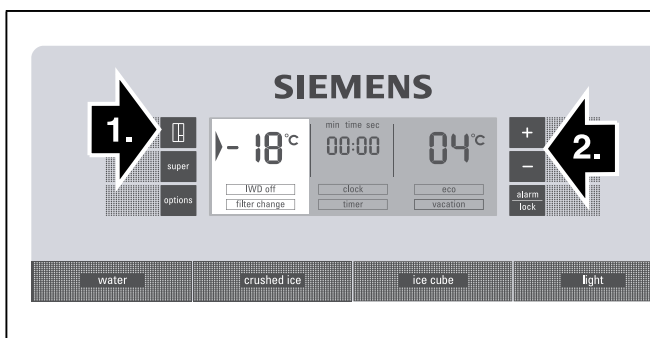 SIEMENS
1.
super
options
- 18°C
IWD off
filter change
min time sec
00:00
clock
timer
04°C
eco
vacation
+
-
alarm
lock
2.
water
crushed ice
ice cube
light